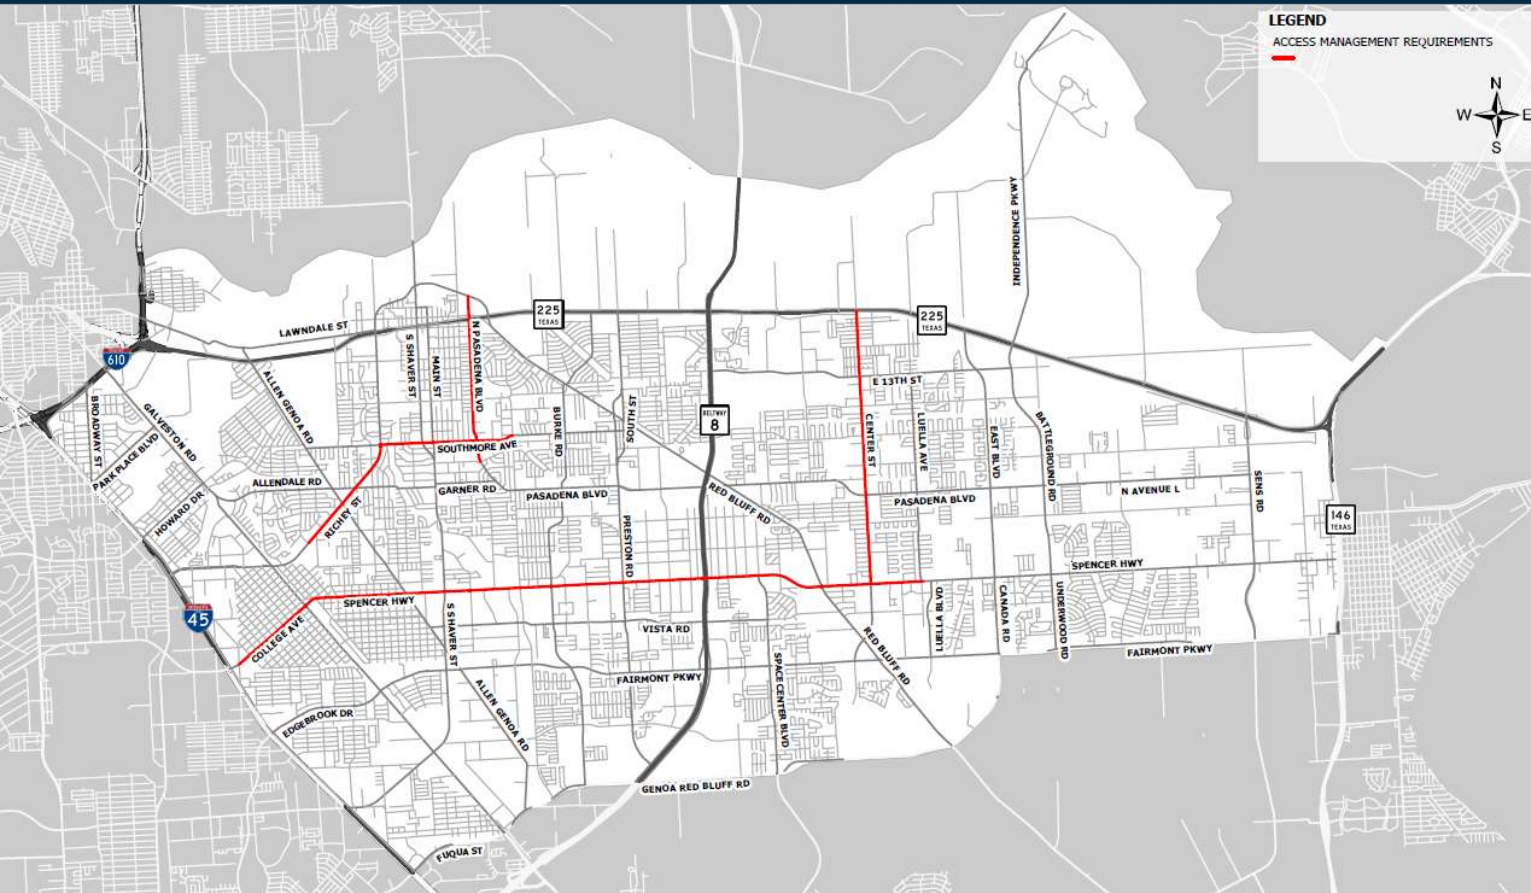 LEGEND
ACCESS MANAGEMENT REQUIREMENTS
N
W
E
S
INDEPENDENCE PKWY
225
TEXAS
225
TEXAS
LAWNDALE ST
610
S SHAVER ST
MAIN ST
N PASADENA BLVD
ALLEN GENOA RD
E 13TH ST
BROADWAY ST
GALVESTON RD
PARK PLACE BLVD
BURKE RD
SOUTH ST
BELTWAY
8
CENTER ST
LUELLA AVE
EAST BLVD
BATTLEGROUND RD
SOUTHMORE AVE
ALLENDALE RD
GARNER RD
PASADENA BLVD
RED BLUFF RD
PASADENA BLVD
N AVENUE L
SENS RD
HOWARD DR
RICHEY ST
PRESTON RD
146
TEXAS
SPENCER HWY
SPENCER HWY
45
COLLEGE AVE
S SHAVER ST
VISTA RD
LUELLA BLVD
CANADA RD
UNDERWOOD RD
RED BLUFF RD
FAIRMONT PKWY
FAIRMONT PKWY
SPACE CENTER BLVD
ALLEN GENOA RD
EDGEBROOK DR
GENOA RED BLUFF RD
FUQUA ST